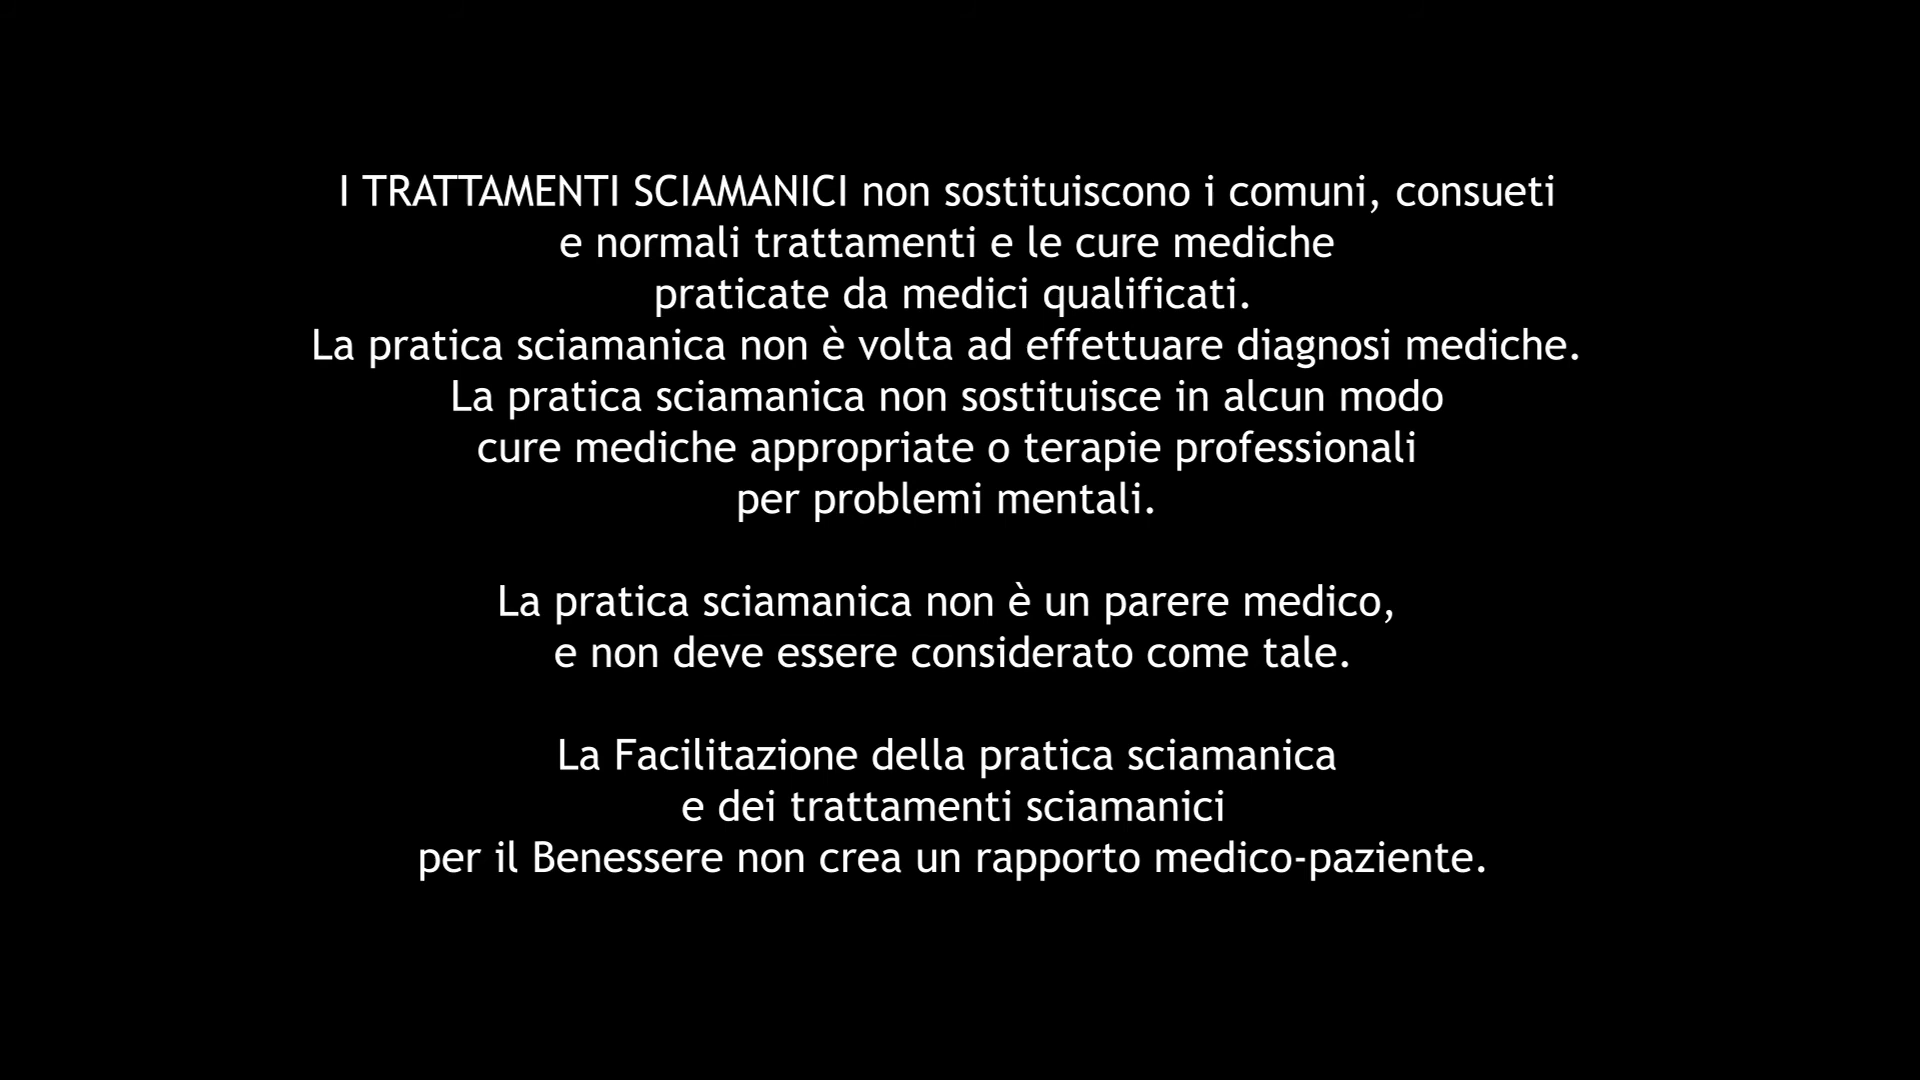 I TRATTAMENTI SCIAMANICI non sostituiscono i comuni, consueti
e normali trattamenti e le cure mediche
praticate da medici qualificati.
La pratica sciamanica non è volta ad effettuare diagnosi mediche.
La pratica sciamanica non sostituisce in alcun modo
cure mediche appropriate o terapie professionali
per problemi mentali.
La pratica sciamanica non è un parere medico,
e non deve essere considerato come tale.
La Facilitazione della pratica sciamanica
e dei trattamenti sciamanici
per il Benessere non crea un rapporto medico-paziente.